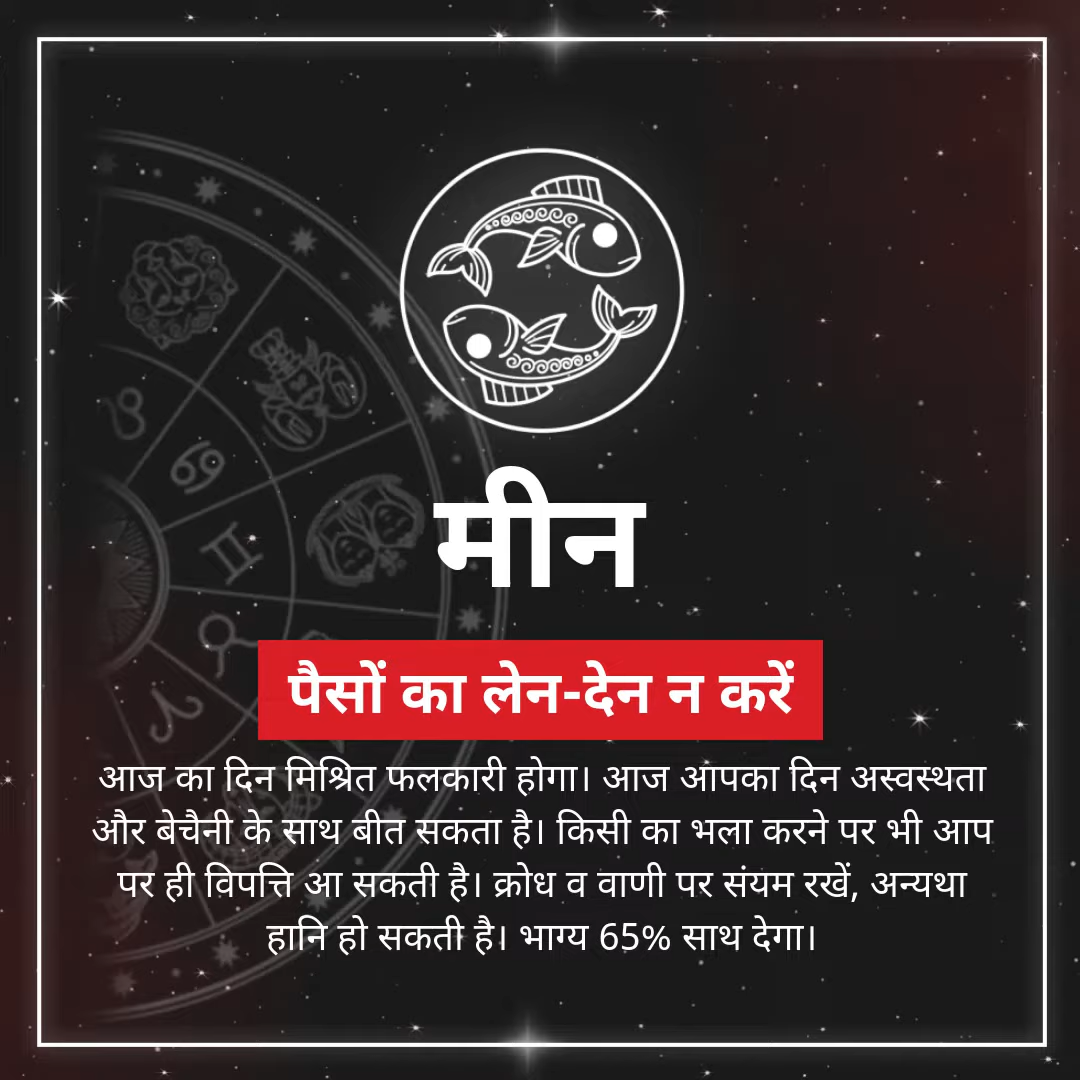 मीन
पैसों का लेन-देन न करें
आज का दिन मिश्रित फलकारी होगा। आज आपका दिन अस्वस्थता
और बेचैनी के साथ बीत सकता है। किसी का भला करने पर भी आप
पर ही विपत्ति आ सकती है। क्रोध व वाणी पर संयम रखें, अन्यथा
हानि हो सकती है। भाग्य 65% साथ देगा।